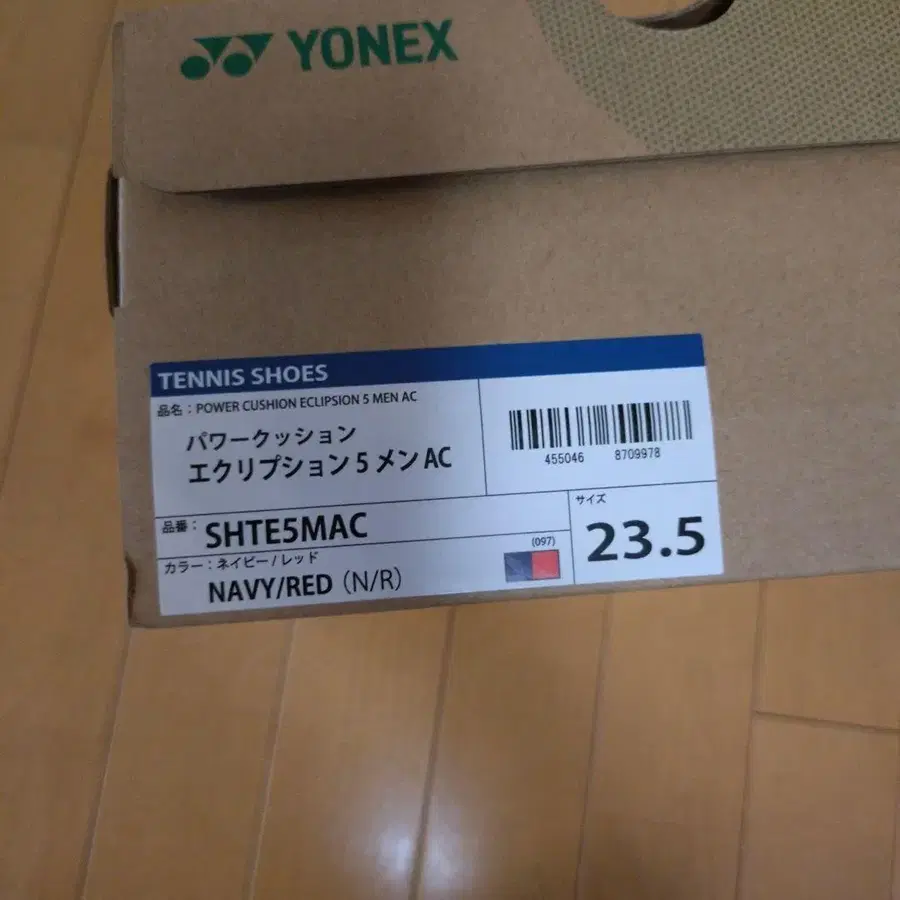 YONEX
TENNIS SHOES
品名：POWER CUSHION ECLIPSION 5 MEN AC
パワークッション
エクリプション 5 メン AC
455046 8709978
品番：
SHTE5MAC
サイズ
23.5
カラー：ネイビー/レッド
(097)
NAVY/RED（N/R）